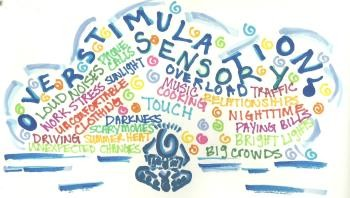 OVERSTIMULATION!
SENSORY
OVERLOAD
PHONE CALLS
LOUD NOISES
SUNLIGHT
WORK STRESS
UNCOMFORTABLE
CLOTHING
DARKNESS
SCARY MOVIES
DRIVING
SUMMER HEAT
UNEXPECTED CHANGES
MUSIC
COOKING
TOUCH
TRAFFIC
RELATIONSHIPS
NIGHTTIME
PAYING BILLS
BRIGHT LIGHTS
BIG CROWDS